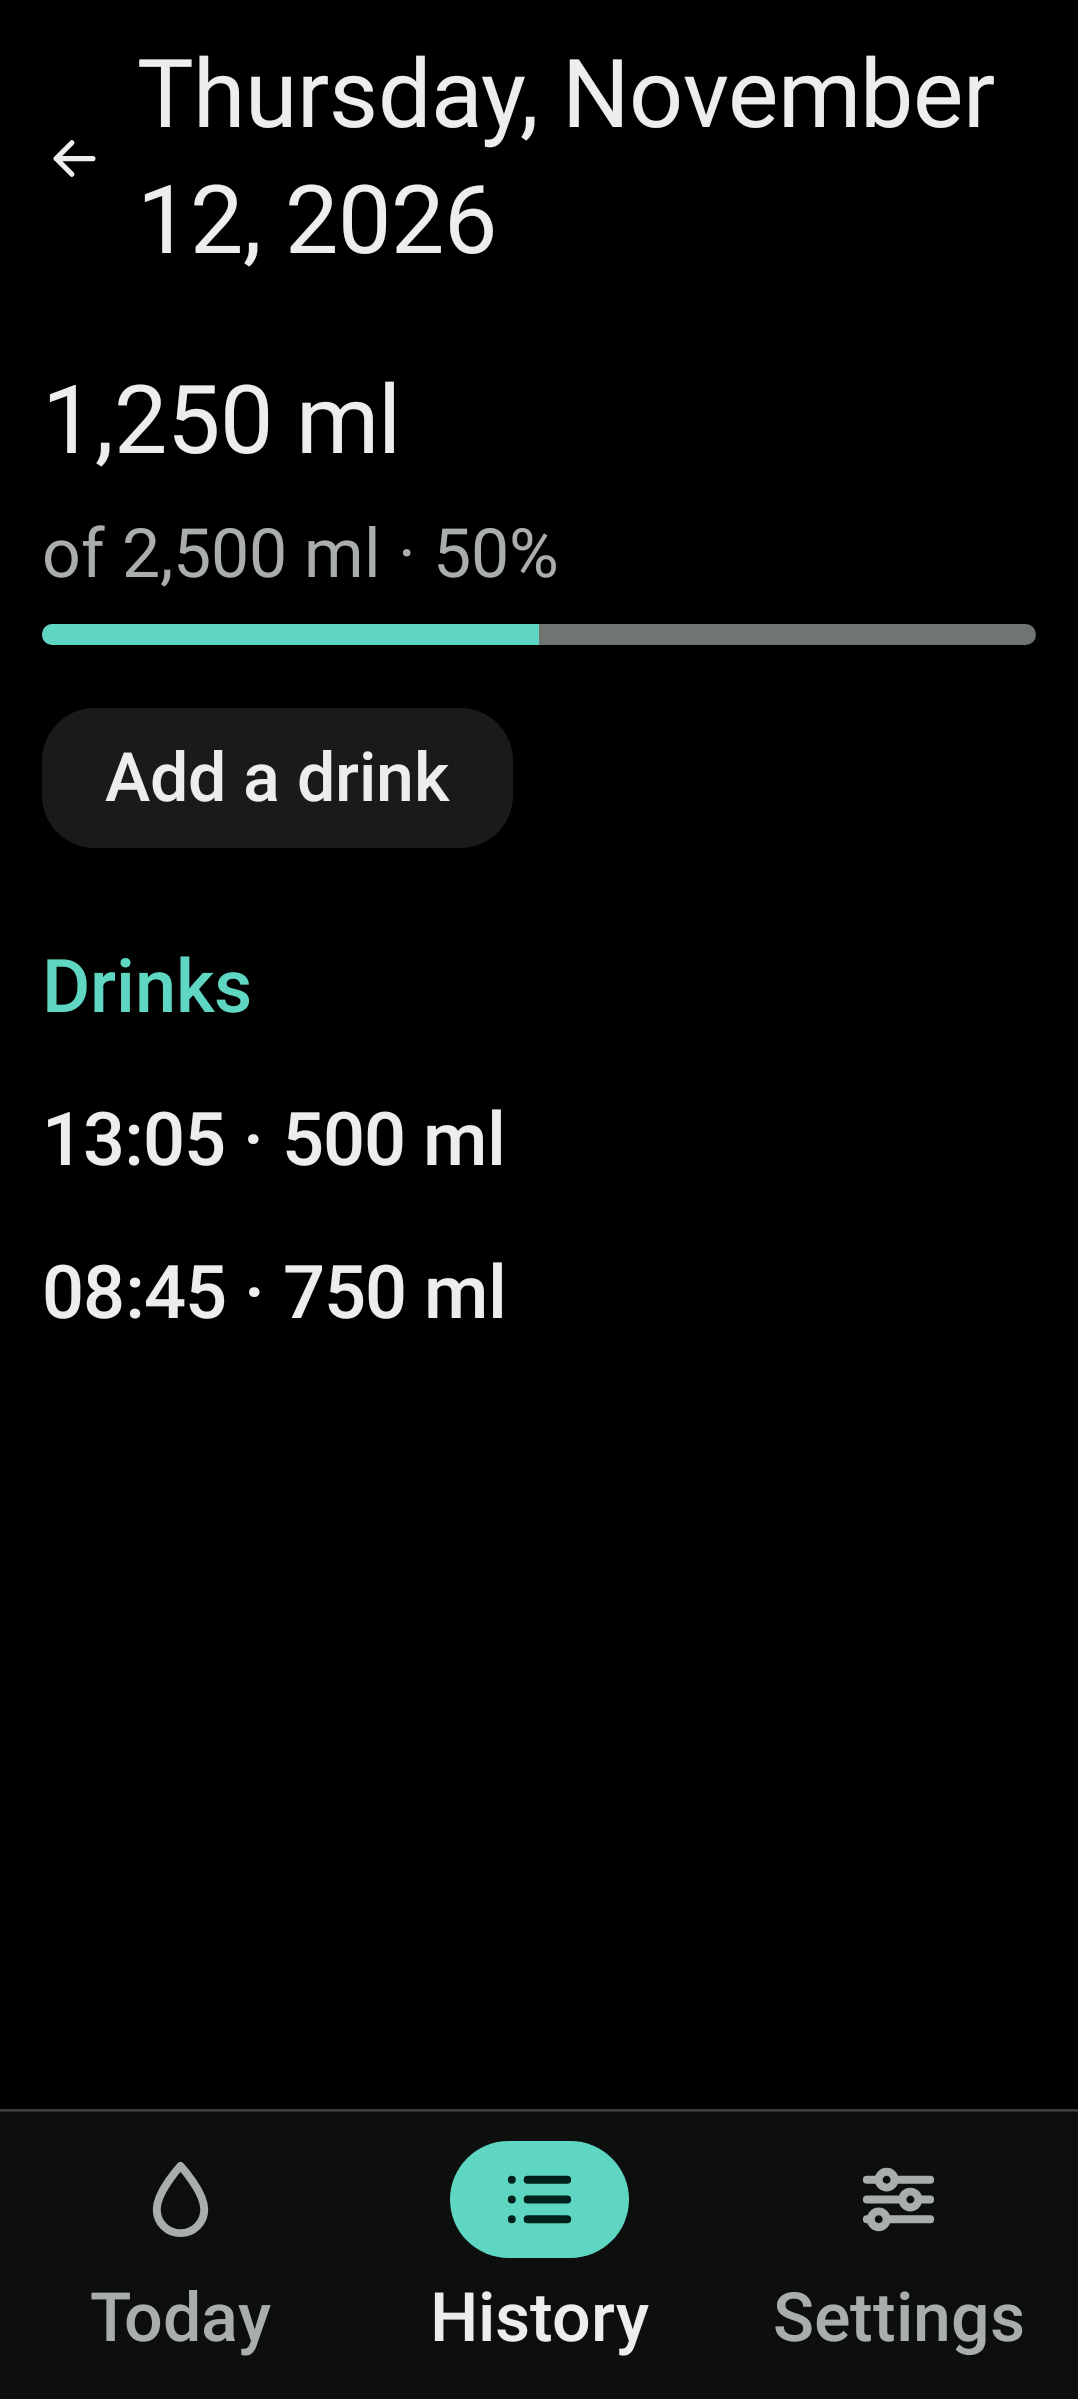 Thursday, November
12, 2026
1,250 ml
of 2,500 ml · 50%
Add a drink
Drinks
13:05 · 500 ml
08:45 · 750 ml
Today
History
Settings